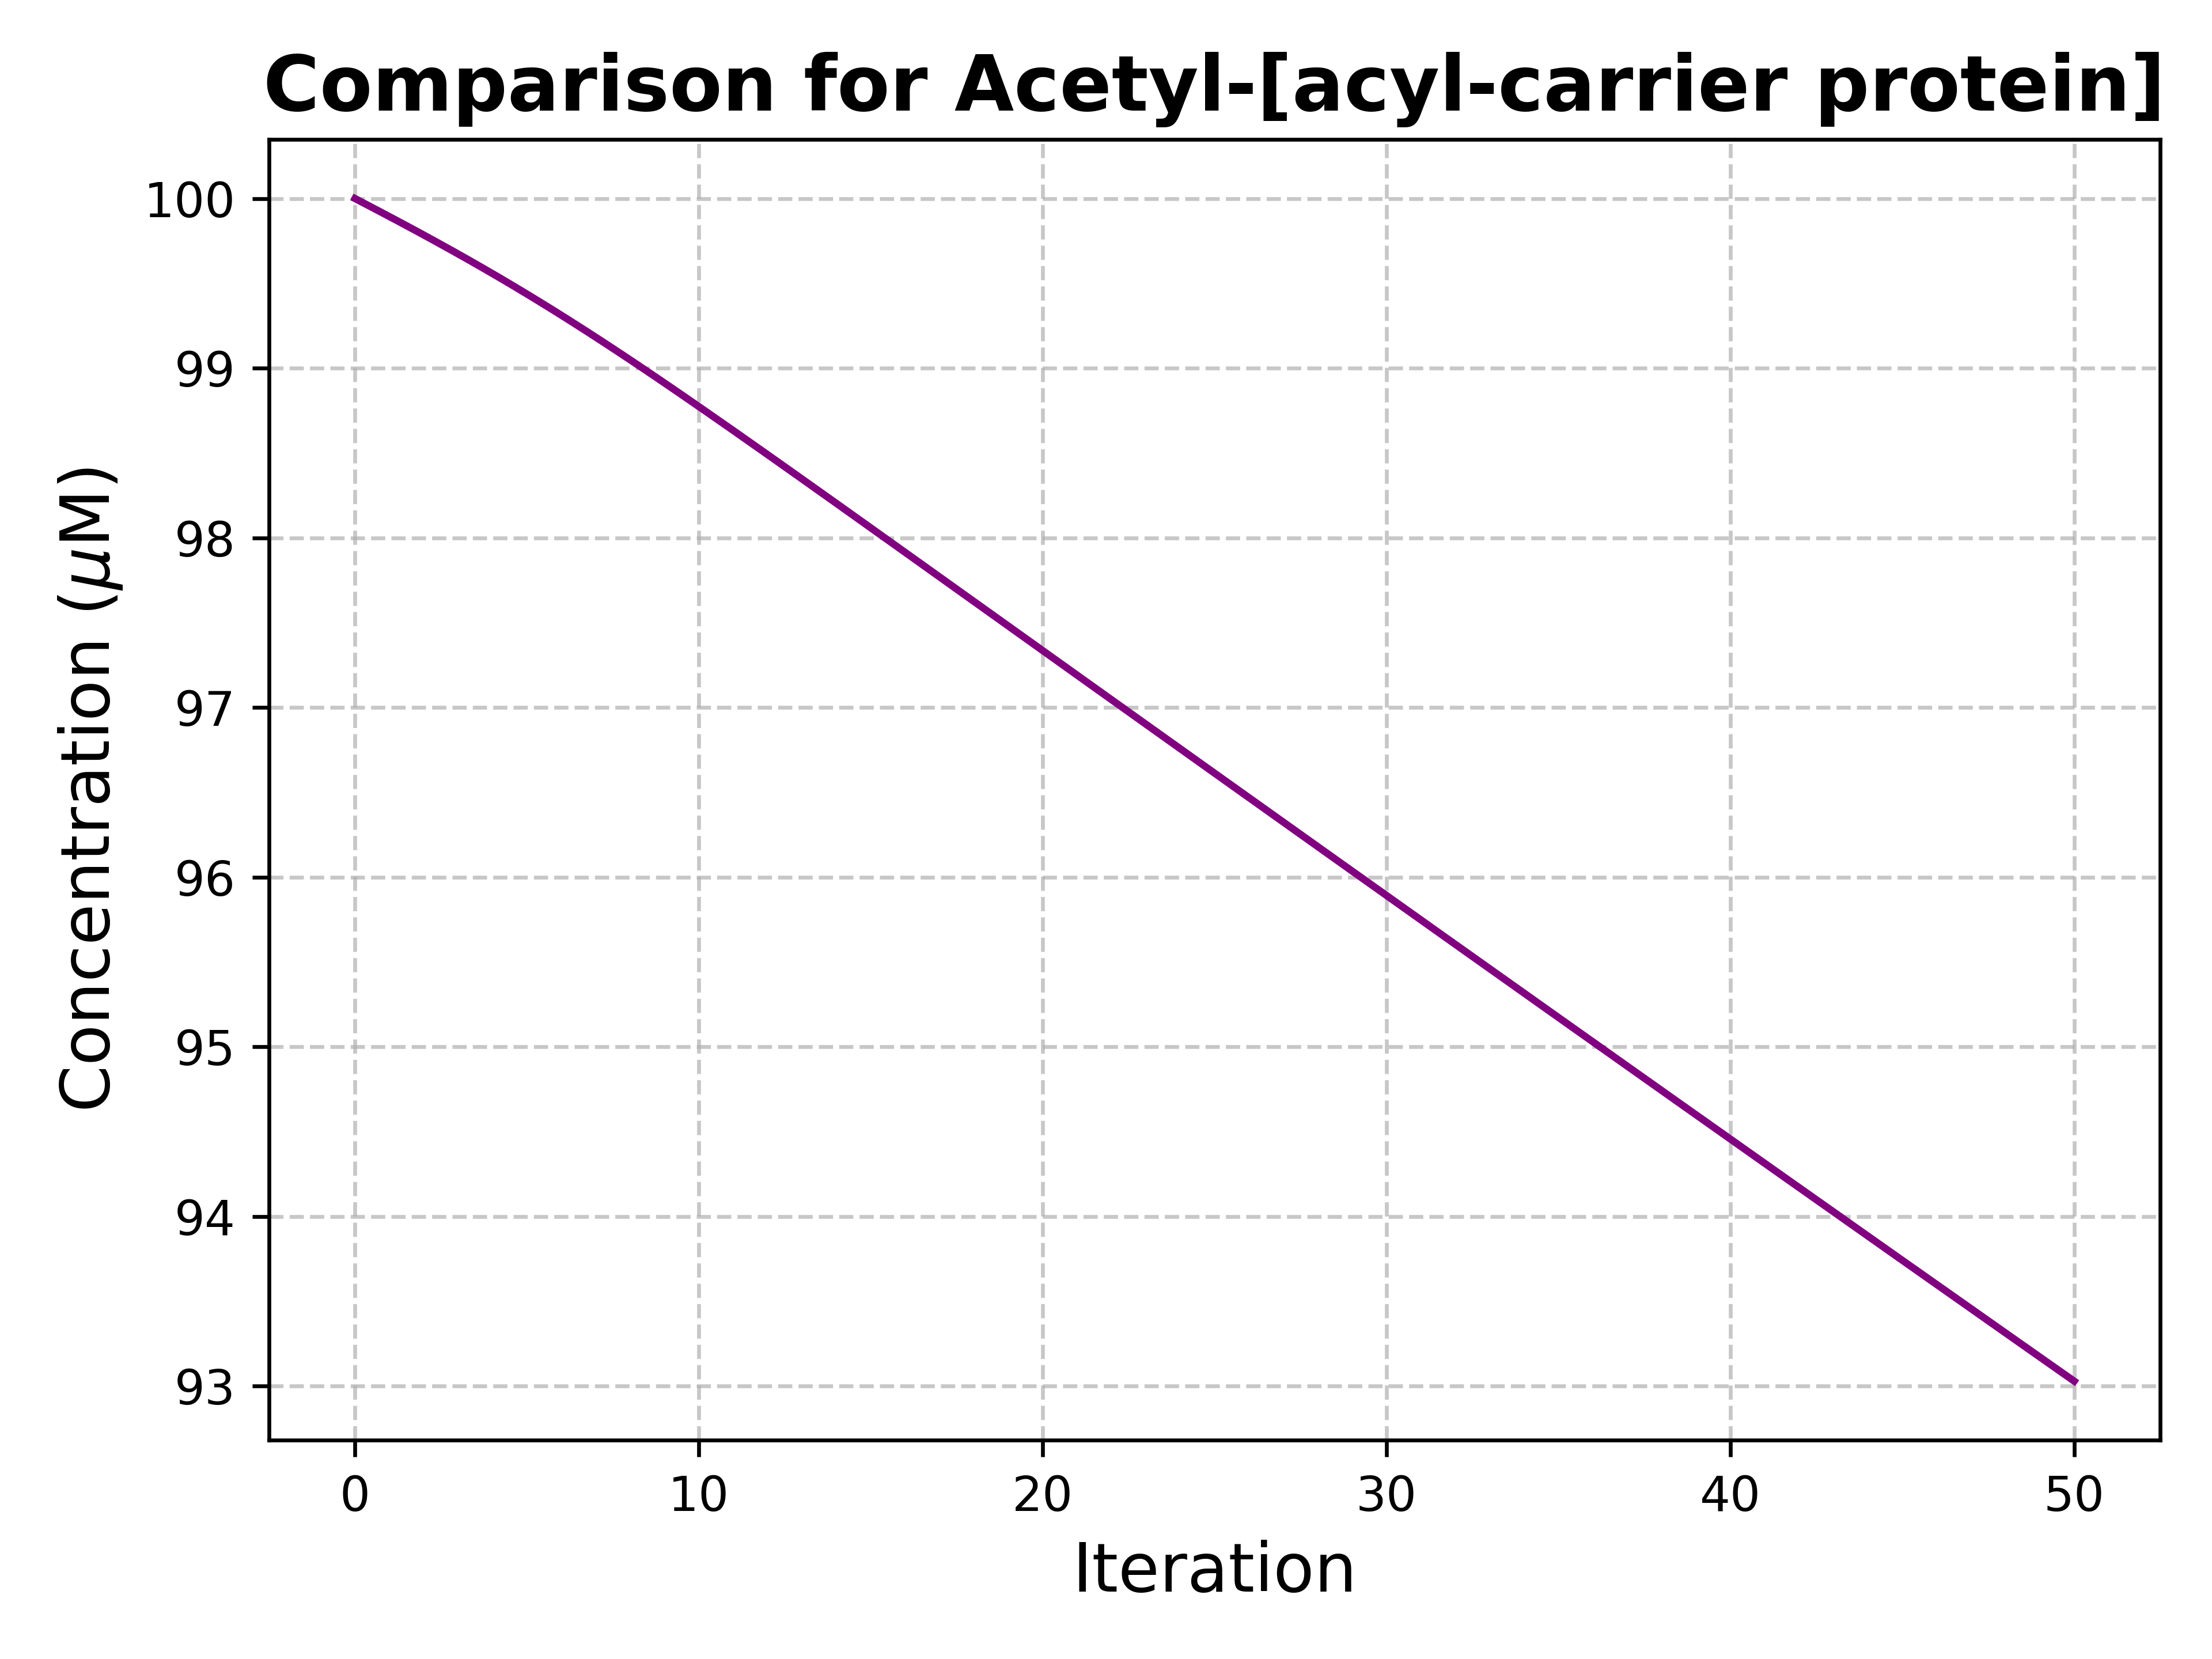 Comparison for Acetyl-[acyl-carrier protein]
Concentration (μM)
100
99
98
97
96
95
94
93
0 10 20 30 40 50
Iteration